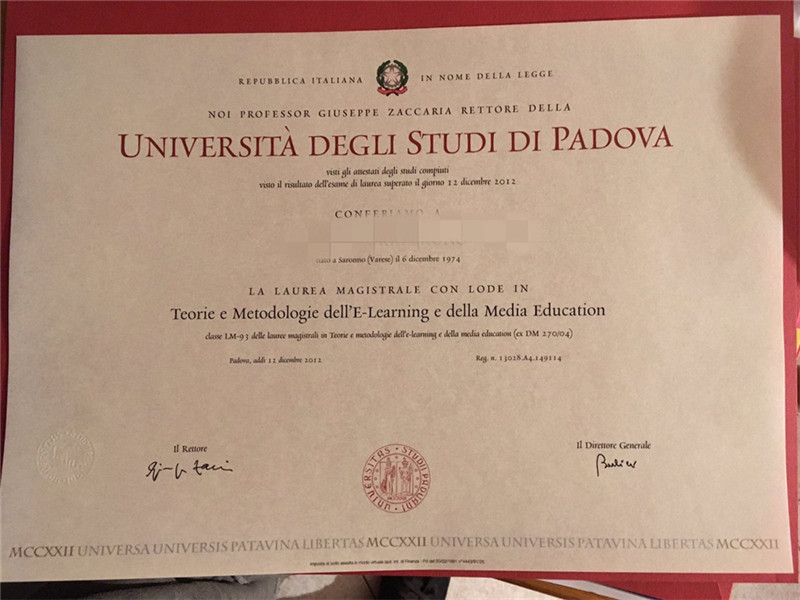 REPUBBLICA ITALIANA IN NOME DELLA LEGGE
NOI PROFESSOR GIUSEPPE ZACCARIA RETTORE DELLA
UNIVERSITÀ DEGLI STUDI DI PADOVA
visti gli attestati degli studi compiuti
visto il risultato dell'esame di laurea superato il giorno 12 dicembre 2012
CONFERIAMO A
nato a Saronno (Varese) il 6 dicembre 1974
LA LAUREA MAGISTRALE CON LODE IN
Teorie e Metodologie dell'E-Learning e della Media Education
classe LM-93 delle lauree magistrali in Teorie e metodologie dell'e-learning e della media education (ex DM 270/04)
Padova, addì 12 dicembre 2012 Reg. n. 13028.A4.149114
Il Rettore
Il Direttore Generale
UNIVERSITAS STUDII PADUANI
MCCXXII UNIVERSA UNIVERSIS PATAVINA LIBERTAS MCCXXII UNIVERSA UNIVERSIS PATAVINA LIBERTAS MCCXXII